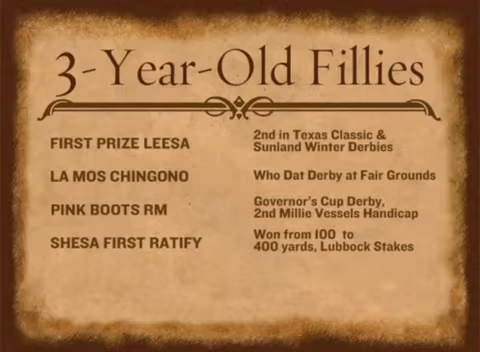 3-Year-Old Fillies
FIRST PRIZE LEESA
2nd in Texas Classic &
Sunland Winter Derbies
LA MOS CHINGONO
Who Dat Derby at Fair Grounds
PINK BOOTS RM
Governor's Cup Derby,
2nd Millie Vessels Handicap
SHESA FIRST RATIFY
Won from 100 to
400 yards, Lubbock Stakes